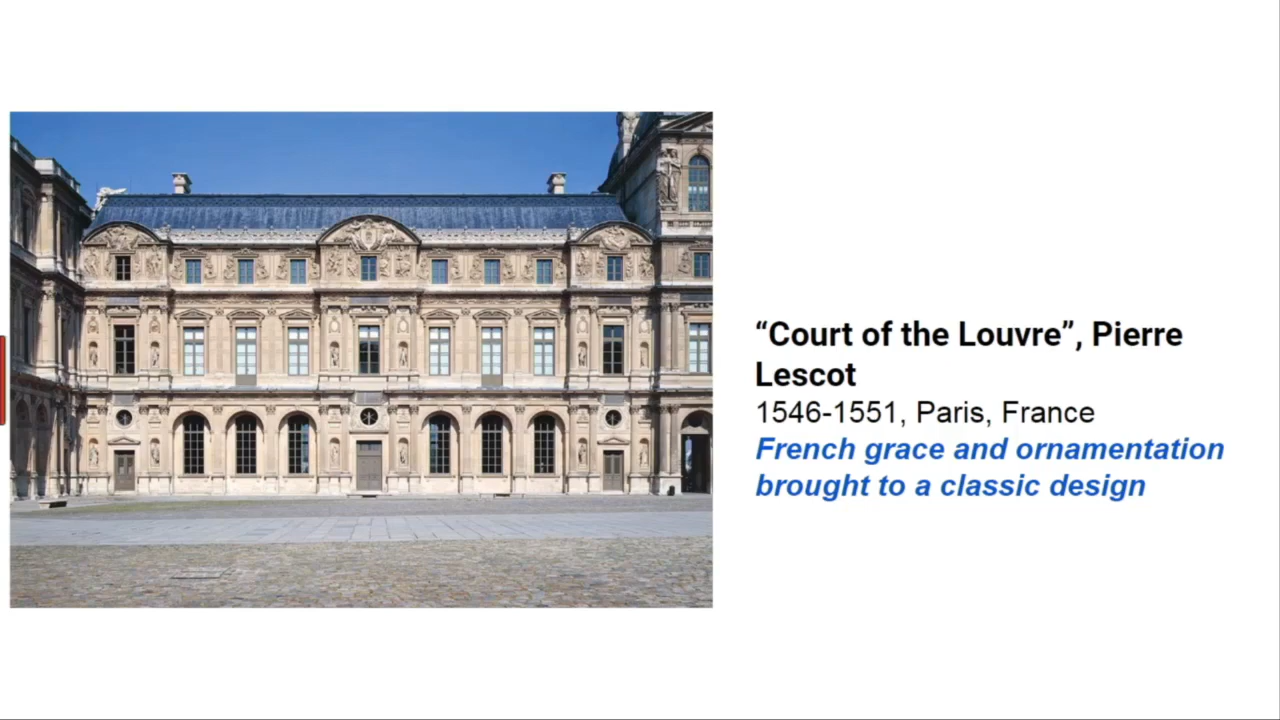 “Court of the Louvre”, Pierre
Lescot
1546-1551, Paris, France
French grace and ornamentation
brought to a classic design